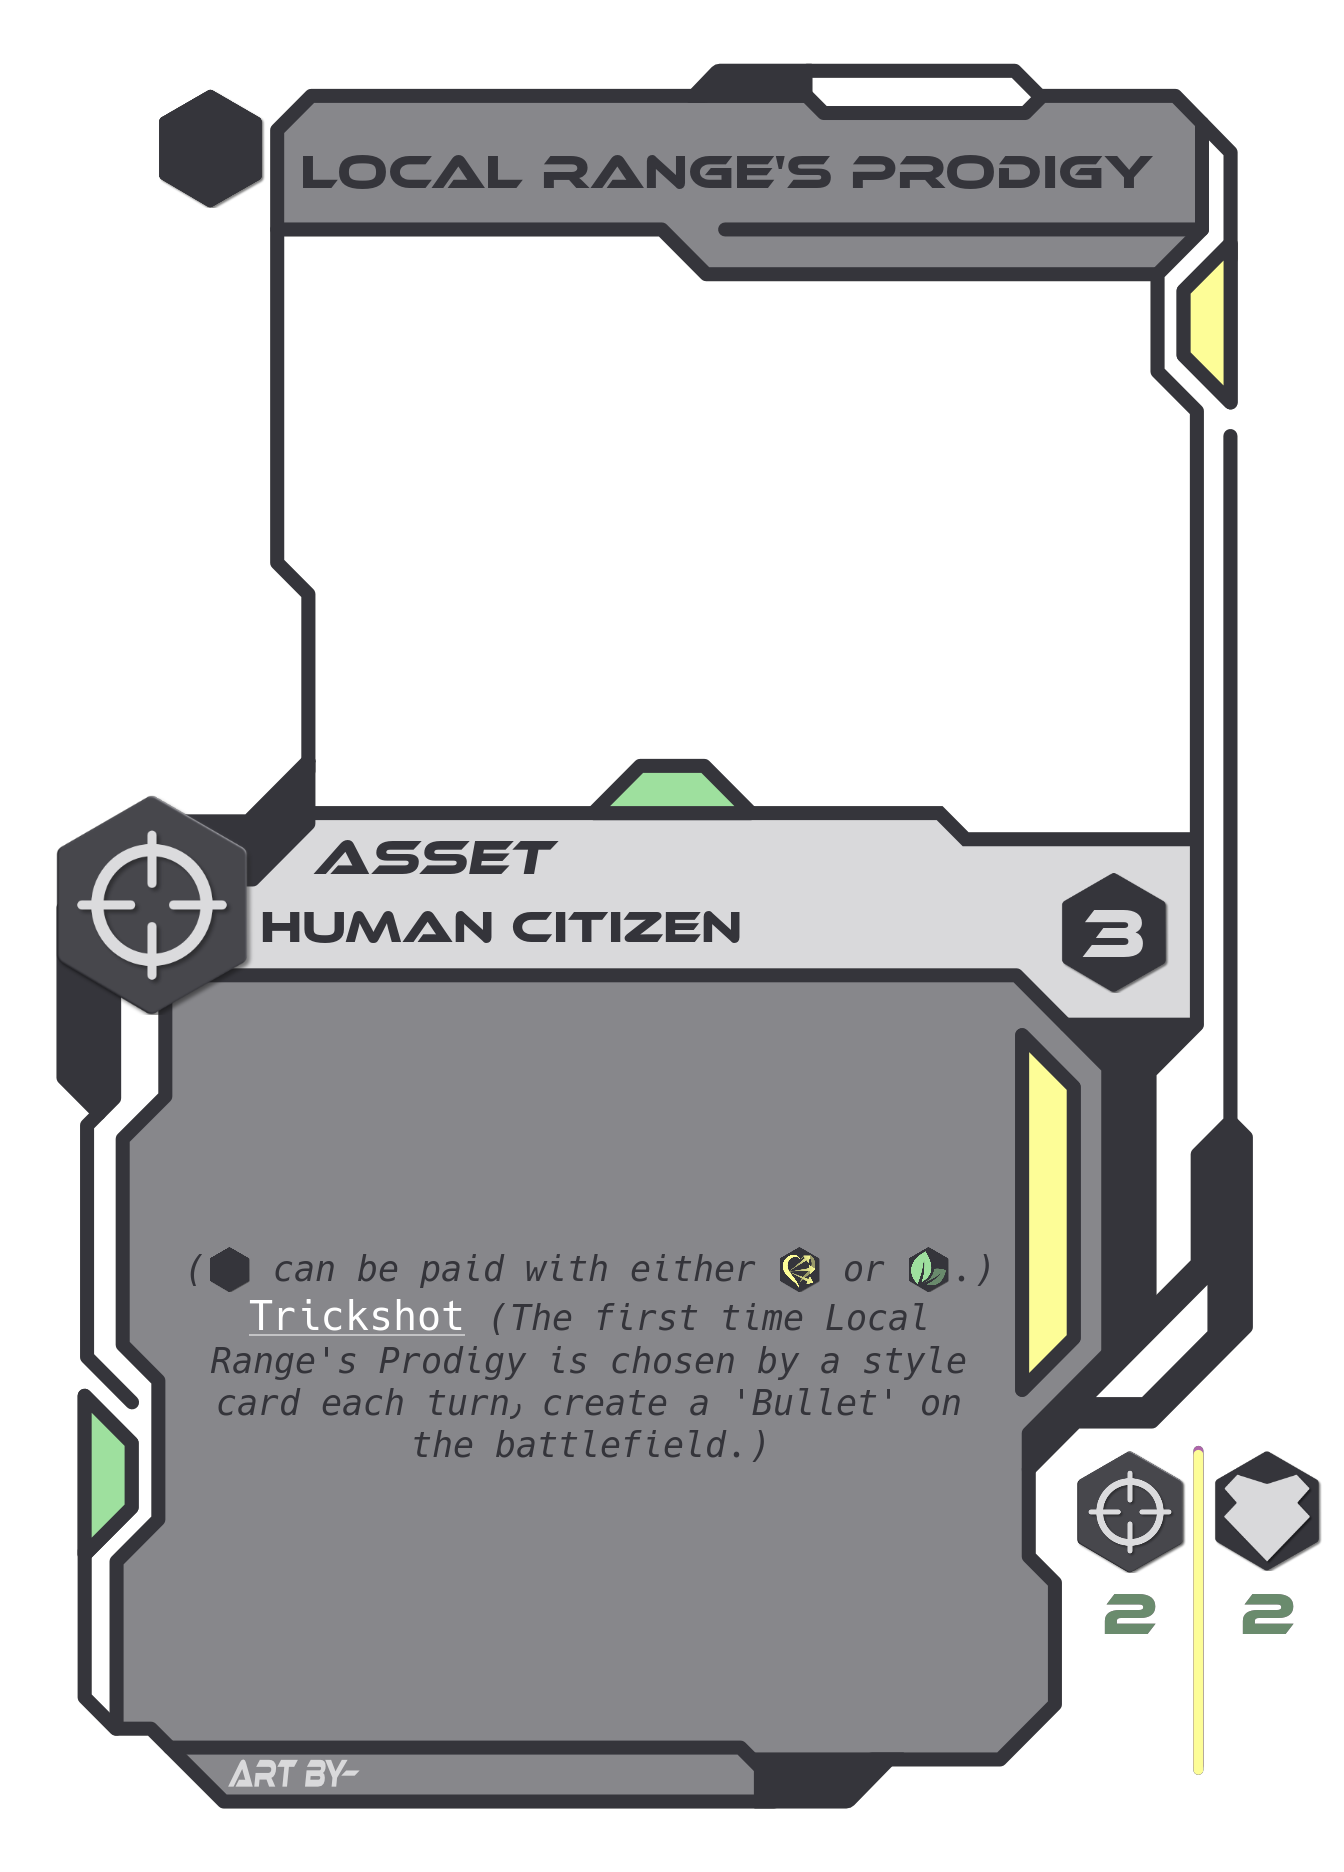 LOCAL RANGE'S PRODIGY
ASSET
HUMAN CITIZEN
3
( can be paid with either or .)
Trickshot (The first time Local
Range's Prodigy is chosen by a style
card each turn, create a 'Bullet' on
the battlefield.)
2 2
ART BY-